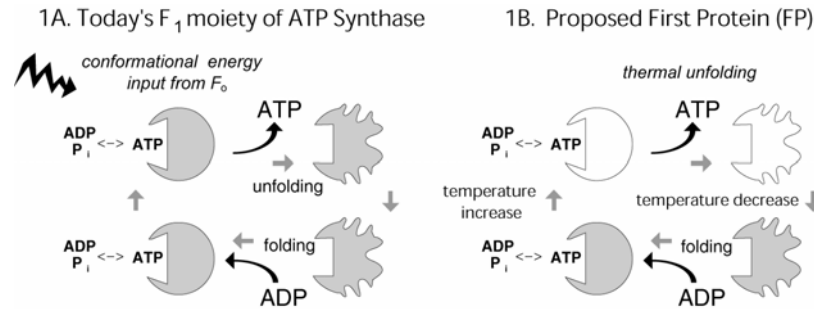 1A. Today's F1 moiety of ATP Synthase
conformational energy
input from Fo
ADP
Pi <-> ATP
ATP
unfolding
ADP
Pi <-> ATP
folding
ADP
1B. Proposed First Protein (FP)
thermal unfolding
ADP
Pi <-> ATP
ATP
temperature
increase
temperature decrease
ADP
Pi <-> ATP
folding
ADP